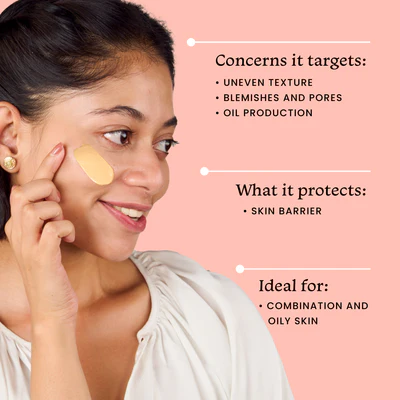 Concerns it targets:
• UNEVEN TEXTURE
• BLEMISHES AND PORES
• OIL PRODUCTION
What it protects:
• SKIN BARRIER
Ideal for:
• COMBINATION AND
OILY SKIN